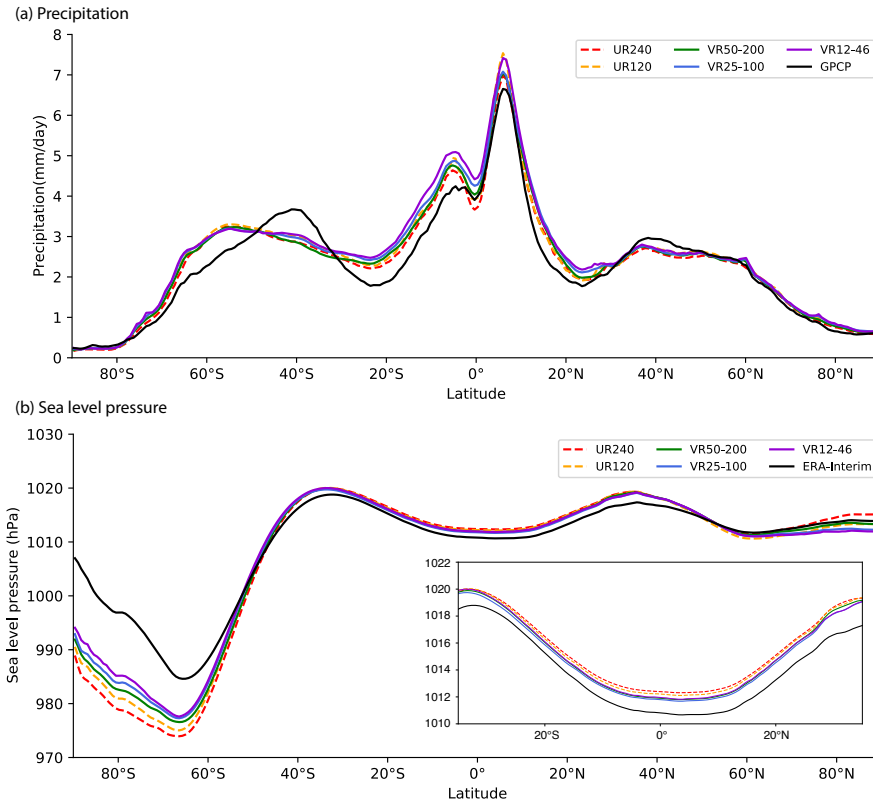 (a) Precipitation
8
7
6
5
4
3
2
1
0
Precipitation(mm/day)
UR240
UR120
VR50-200
VR25-100
VR12-46
GPCP
80°S 60°S 40°S 20°S 0° 20°N 40°N 60°N 80°N
Latitude
(b) Sea level pressure
1030
1020
1010
1000
990
980
970
Sea level pressure (hPa)
UR240
UR120
VR50-200
VR25-100
VR12-46
ERA-Interim
1022
1020
1018
1016
1014
1012
1010
20°S 0° 20°N
80°S 60°S 40°S 20°S 0° 20°N 40°N 60°N 80°N
Latitude